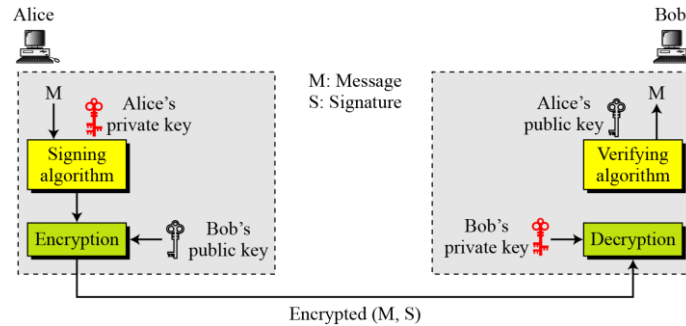 Alice
Bob
M: Message
S: Signature
M
Alice's
private key
Signing
algorithm
Encryption
Bob's
public key
Alice's
public key
M
Verifying
algorithm
Bob's
private key
Decryption
Encrypted (M, S)